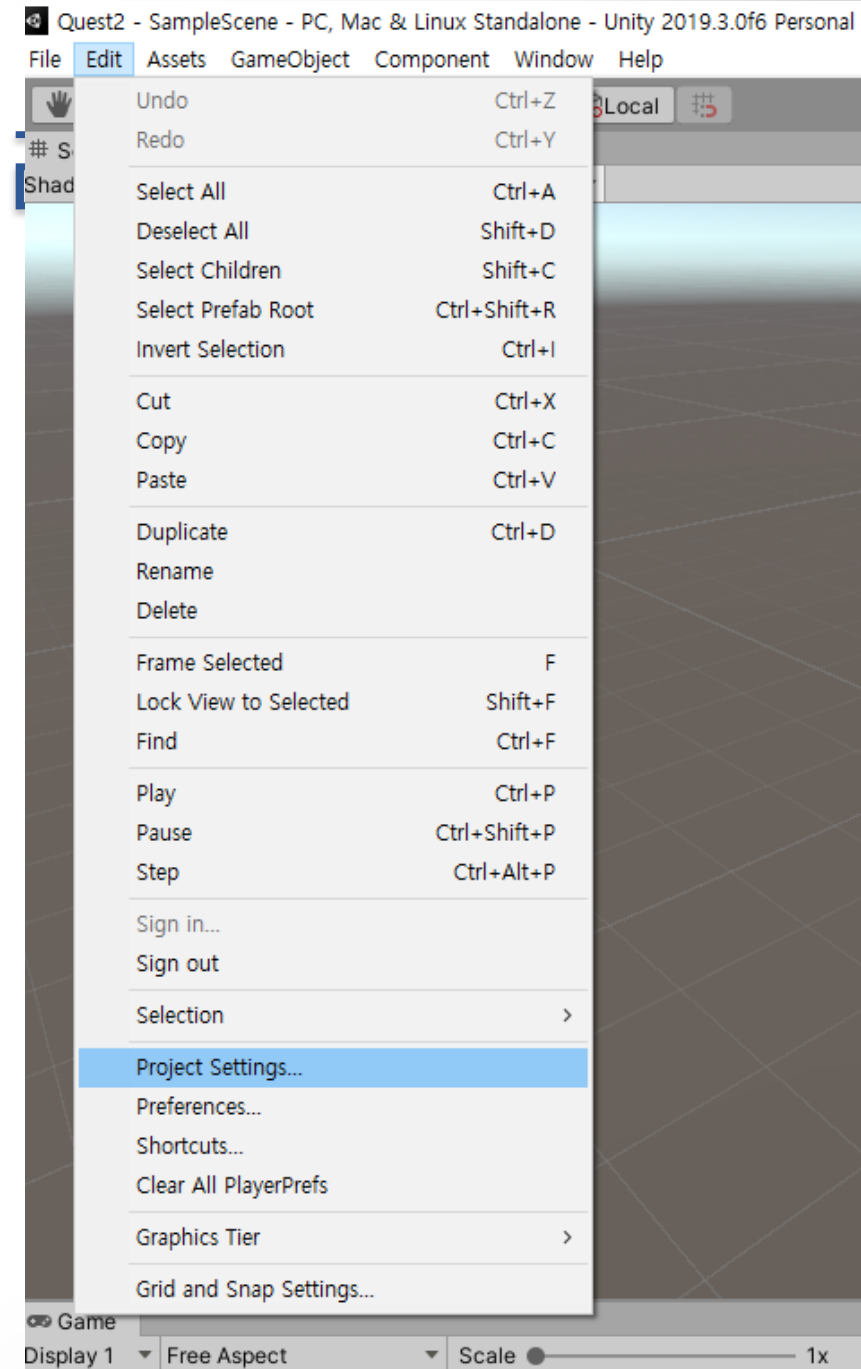 Quest2 - SampleScene - PC, Mac & Linux Standalone - Unity 2019.3.0f6 Personal
File Edit Assets GameObject Component Window Help
Local
Undo Ctrl+Z
Redo Ctrl+Y
Shad
Select All Ctrl+A
Deselect All Shift+D
Select Children Shift+C
Select Prefab Root Ctrl+Shift+R
Invert Selection Ctrl+I
Cut Ctrl+X
Copy Ctrl+C
Paste Ctrl+V
Duplicate Ctrl+D
Rename
Delete
Frame Selected F
Lock View to Selected Shift+F
Find Ctrl+F
Play Ctrl+P
Pause Ctrl+Shift+P
Step Ctrl+Alt+P
Sign in...
Sign out
Selection >
Project Settings...
Preferences...
Shortcuts...
Clear All PlayerPrefs
Graphics Tier >
Grid and Snap Settings...
Game
Display 1 Free Aspect Scale 1x